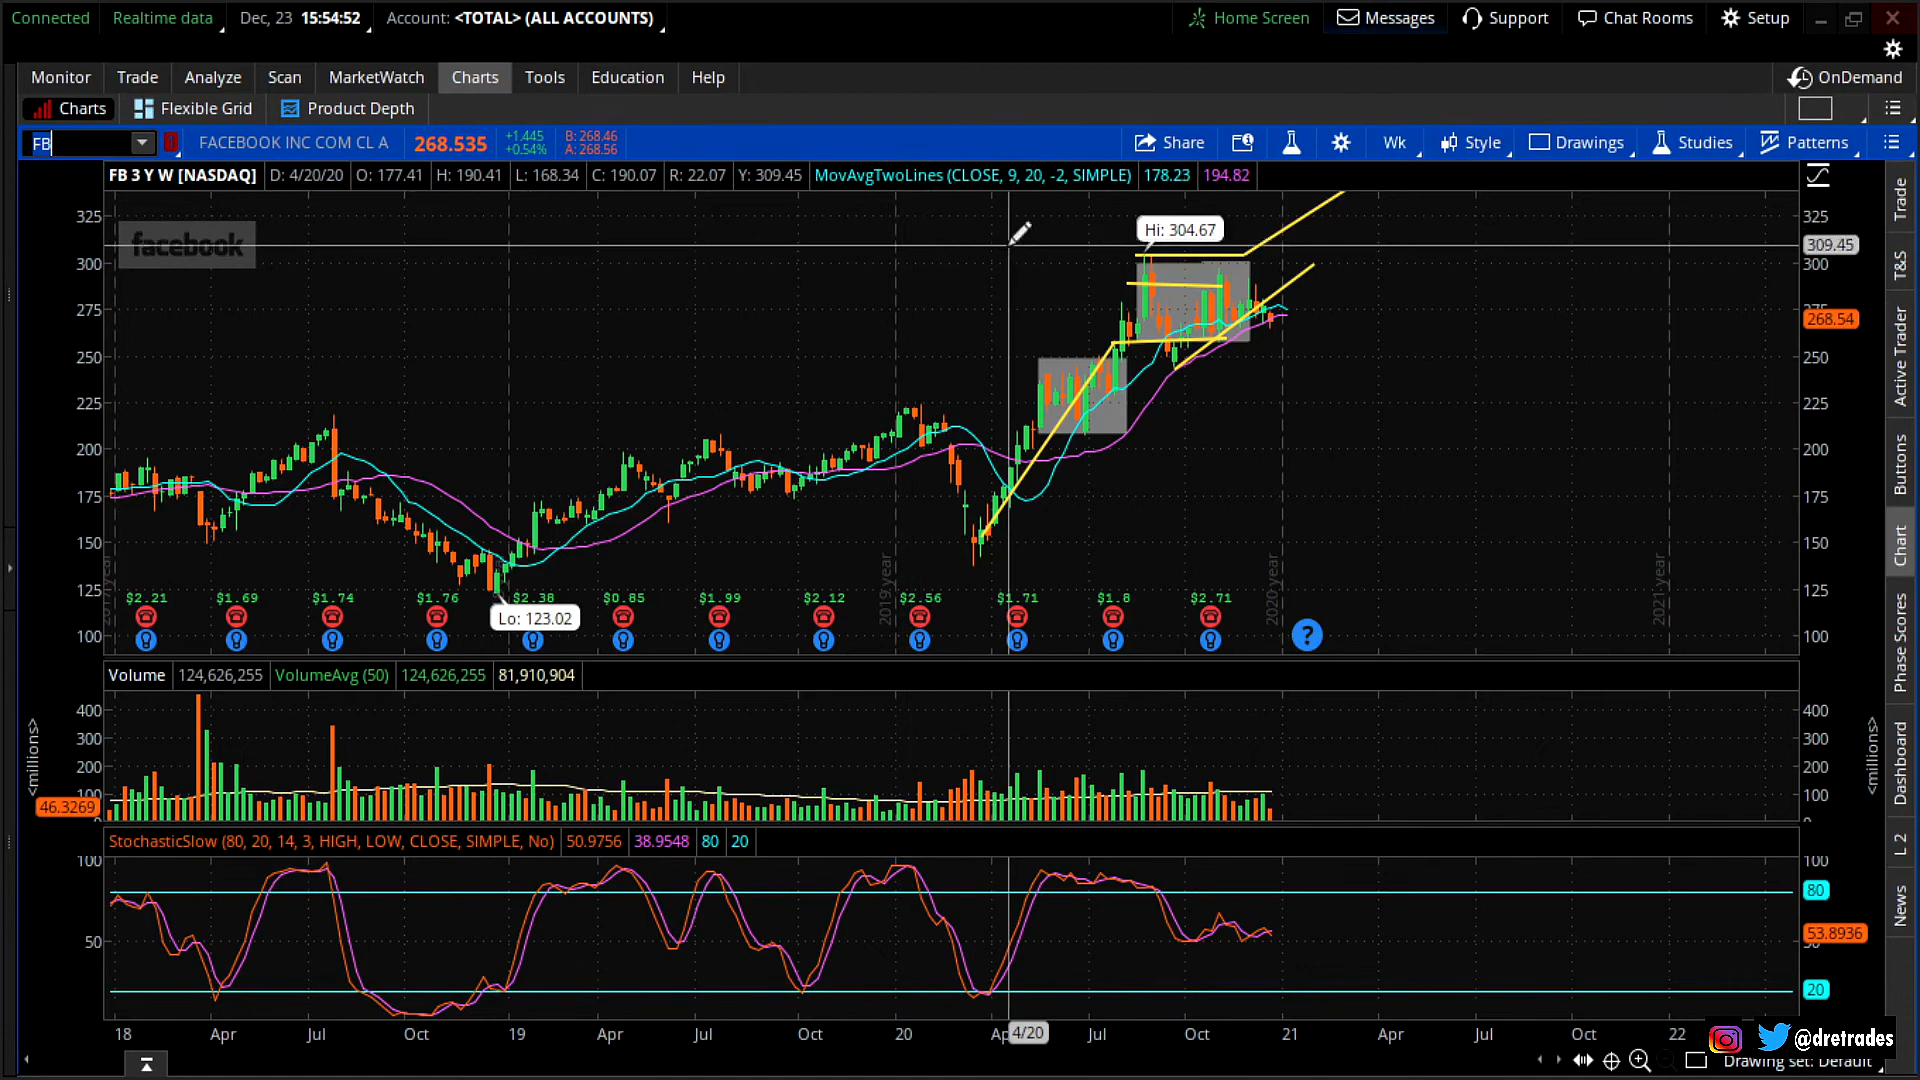 Connected Realtime data Dec, 23 15:54:52 Account: <TOTAL> (ALL ACCOUNTS) Home Screen Messages Support Chat Rooms Setup
Monitor Trade Analyze Scan MarketWatch Charts Tools Education Help OnDemand
Charts Flexible Grid Product Depth
FB FACEBOOK INC COM CL A 268.535 +1.445 +0.54% B: 268.46 A: 268.56 Share Wk Style Drawings Studies Patterns
FB 3 Y W [NASDAQ] D: 4/20/20 O: 177.41 H: 190.41 L: 168.34 C: 190.07 R: 22.07 Y: 309.45 MovAvgTwoLines (CLOSE, 9, 20, -2, SIMPLE) 178.23 194.82
325 325
Hi: 304.67
facebook
309.45
300 300
275
268.54
250 250
225 225
200 200
175 175
150 150
125 125
2019 year 2020 year 2021 year
$2.21 $1.69 $1.74 $1.76 $2.38 $0.85 $1.99 $2.12 $2.56 $1.71 $1.8 $2.71
Lo: 123.02
100 100
?
Volume 124,626,255 VolumeAvg (50) 124,626,255 81,910,904
400 400
300 300
200 200
100 100
46.3269
<millions> <millions>
StochasticSlow (80, 20, 14, 3, HIGH, LOW, CLOSE, SIMPLE, No) 50.9756 38.9548 80 20
100 100
80
50
53.8936
20
18 Apr Jul Oct 19 Apr Jul Oct 20 4/20 Jul Oct 21 Apr Jul Oct 22
@dretrades
Drawing set: Default
Trade
T&S
Active Trader
Buttons
Chart
Phase Scores
Dashboard
L 2
News